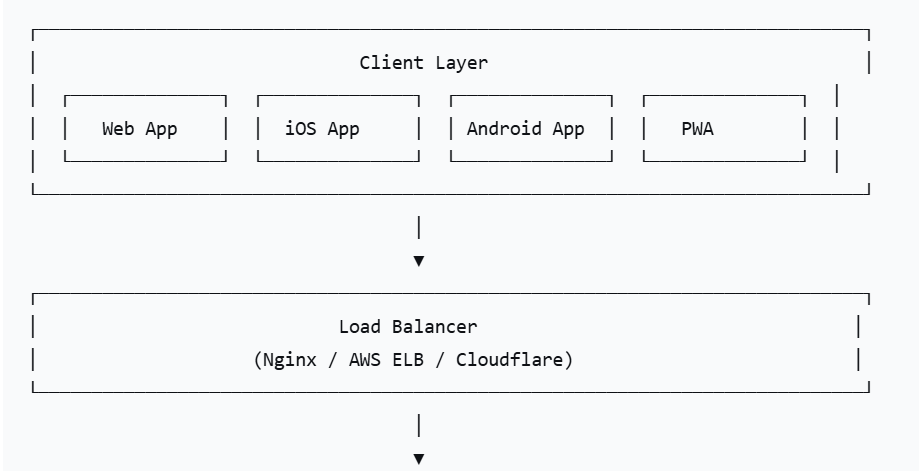 Client Layer
Web App iOS App Android App PWA
Load Balancer
(Nginx / AWS ELB / Cloudflare)